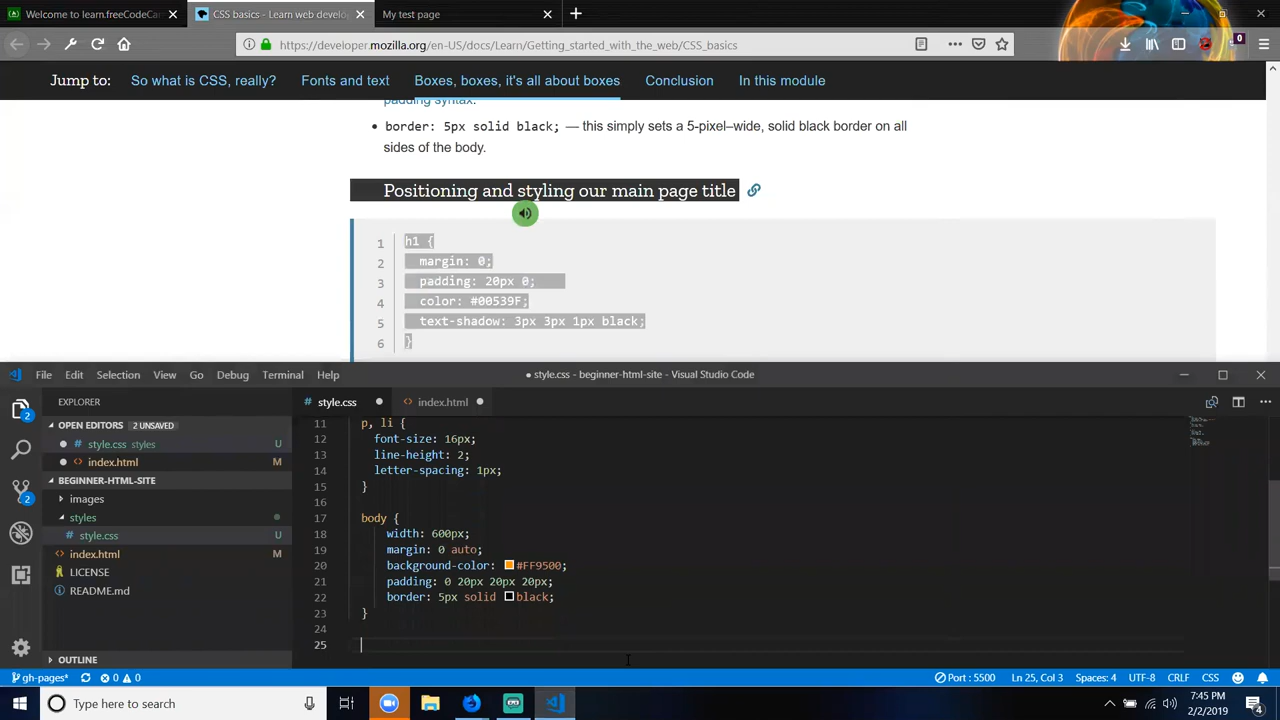 Welcome to learn.freeCodeCa
CSS basics - Learn web develo
My test page
https://developer.mozilla.org/en-US/docs/Learn/Getting_started_with_the_web/CSS_basics
0
Jump to:
So what is CSS, really?
Fonts and text
Boxes, boxes, it's all about boxes
Conclusion
In this module
padding syntax.
border: 5px solid black; — this simply sets a 5-pixel–wide, solid black border on all
sides of the body.
Positioning and styling our main page title
1 h1 {
2 margin: 0;
3 padding: 20px 0;
4 color: #00539F;
5 text-shadow: 3px 3px 1px black;
6 }
File Edit Selection View Go Debug Terminal Help
● style.css - beginner-html-site - Visual Studio Code
EXPLORER
# style.css
<> index.html
OPEN EDITORS 2 UNSAVED
# style.css styles U
<> index.html M
BEGINNER-HTML-SITE
images
styles
# style.css U
<> index.html M
LICENSE
README.md
OUTLINE
2
2
11 p, li {
12 font-size: 16px;
13 line-height: 2;
14 letter-spacing: 1px;
15 }
16
17 body {
18 width: 600px;
19 margin: 0 auto;
20 background-color: #FF9500;
21 padding: 0 20px 20px 20px;
22 border: 5px solid black;
23 }
24
25
gh-pages* 0 0
Port : 5500
Ln 25, Col 3
Spaces: 4
UTF-8
CRLF
CSS
Type here to search
7:45 PM
2/2/2019
4